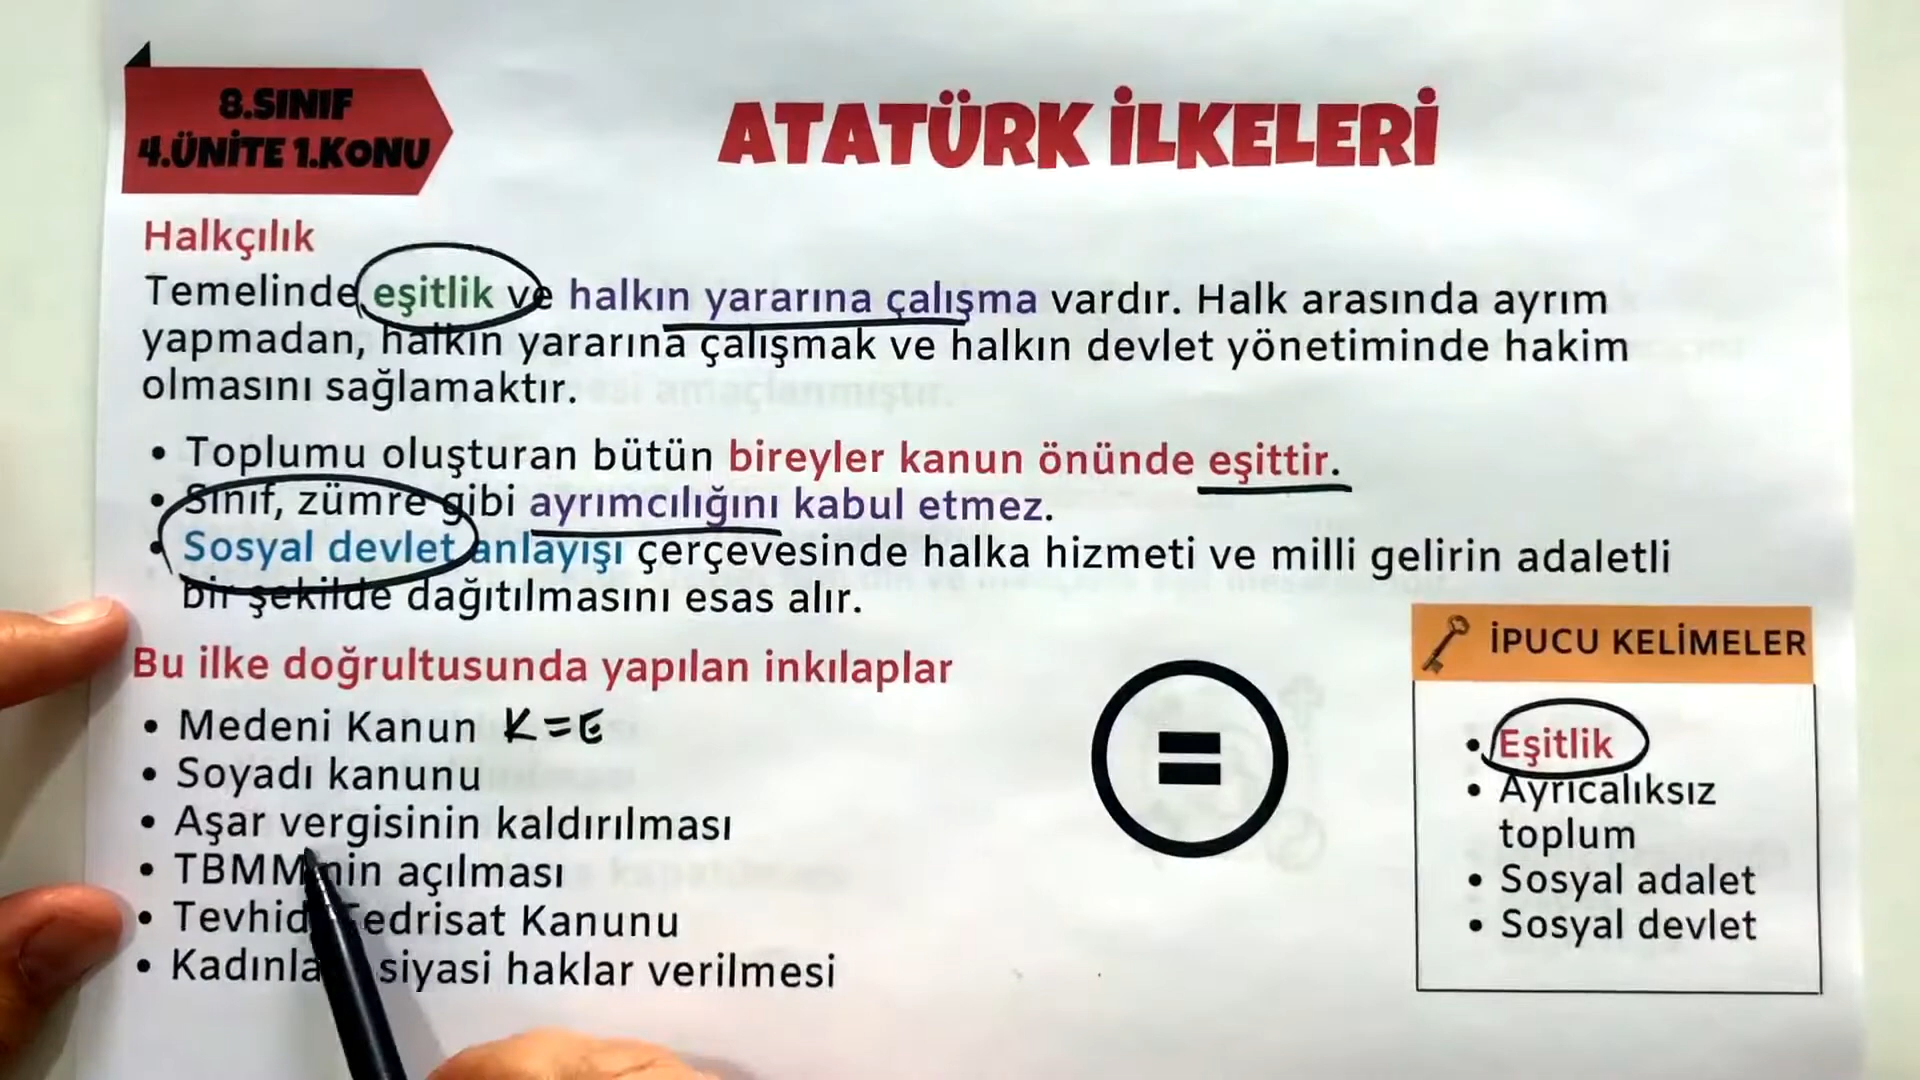 8.SINIF
4.ÜNİTE 1.KONU
ATATÜRK İLKELERİ
Halkçılık
Temelinde eşitlik ve halkın yararına çalışma vardır. Halk arasında ayrım
yapmadan, halkın yararına çalışmak ve halkın devlet yönetiminde hakim
olmasını sağlamaktır.
• Toplumu oluşturan bütün bireyler kanun önünde eşittir.
• Sınıf, zümre gibi ayrımcılığını kabul etmez.
• Sosyal devlet anlayışı çerçevesinde halka hizmeti ve milli gelirin adaletli
bir şekilde dağıtılmasını esas alır.
Bu ilke doğrultusunda yapılan inkılaplar
• Medeni Kanun K=E
• Soyadı kanunu
• Aşar vergisinin kaldırılması
• TBMM'nin açılması
• Tevhid Tedrisat Kanunu
• siyasi haklar verilmesi
=
İPUCU KELİMELER
• Eşitlik
• Ayrıcalıksız
toplum
• Sosyal adalet
• Sosyal devlet